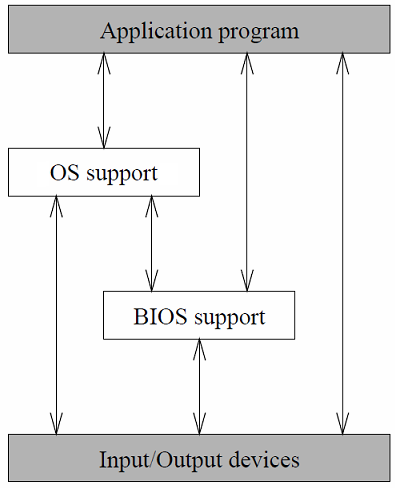 Application program
OS support
BIOS support
Input/Output devices